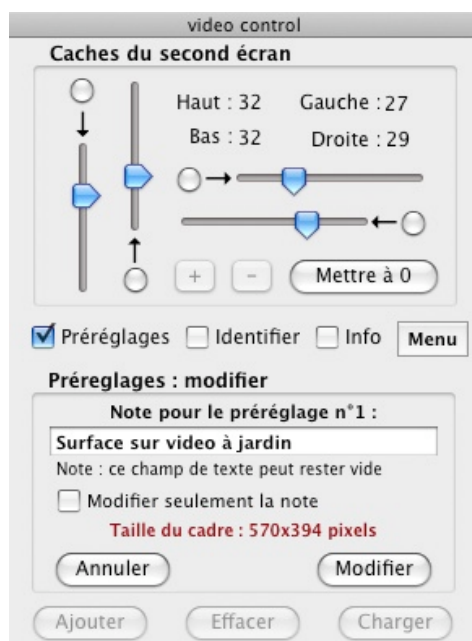 video control
Caches du second écran
Haut : 32 Gauche : 27
Bas : 32 Droite : 29
+ - Mettre à 0
Préréglages Identifier Info Menu
Préreglages : modifier
Note pour le préréglage n°1 :
Surface sur video à jardin
Note : ce champ de texte peut rester vide
Modifier seulement la note
Taille du cadre : 570x394 pixels
Annuler Modifier
Ajouter Effacer Charger